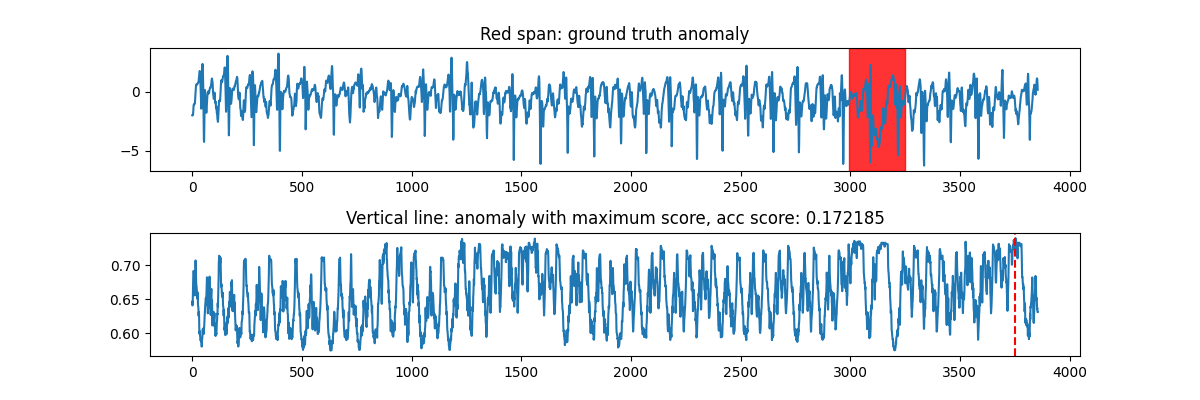 Red span: ground truth anomaly
0
−5
0 500 1000 1500 2000 2500 3000 3500 4000
Vertical line: anomaly with maximum score, acc score: 0.172185
0.70
0.65
0.60
0 500 1000 1500 2000 2500 3000 3500 4000